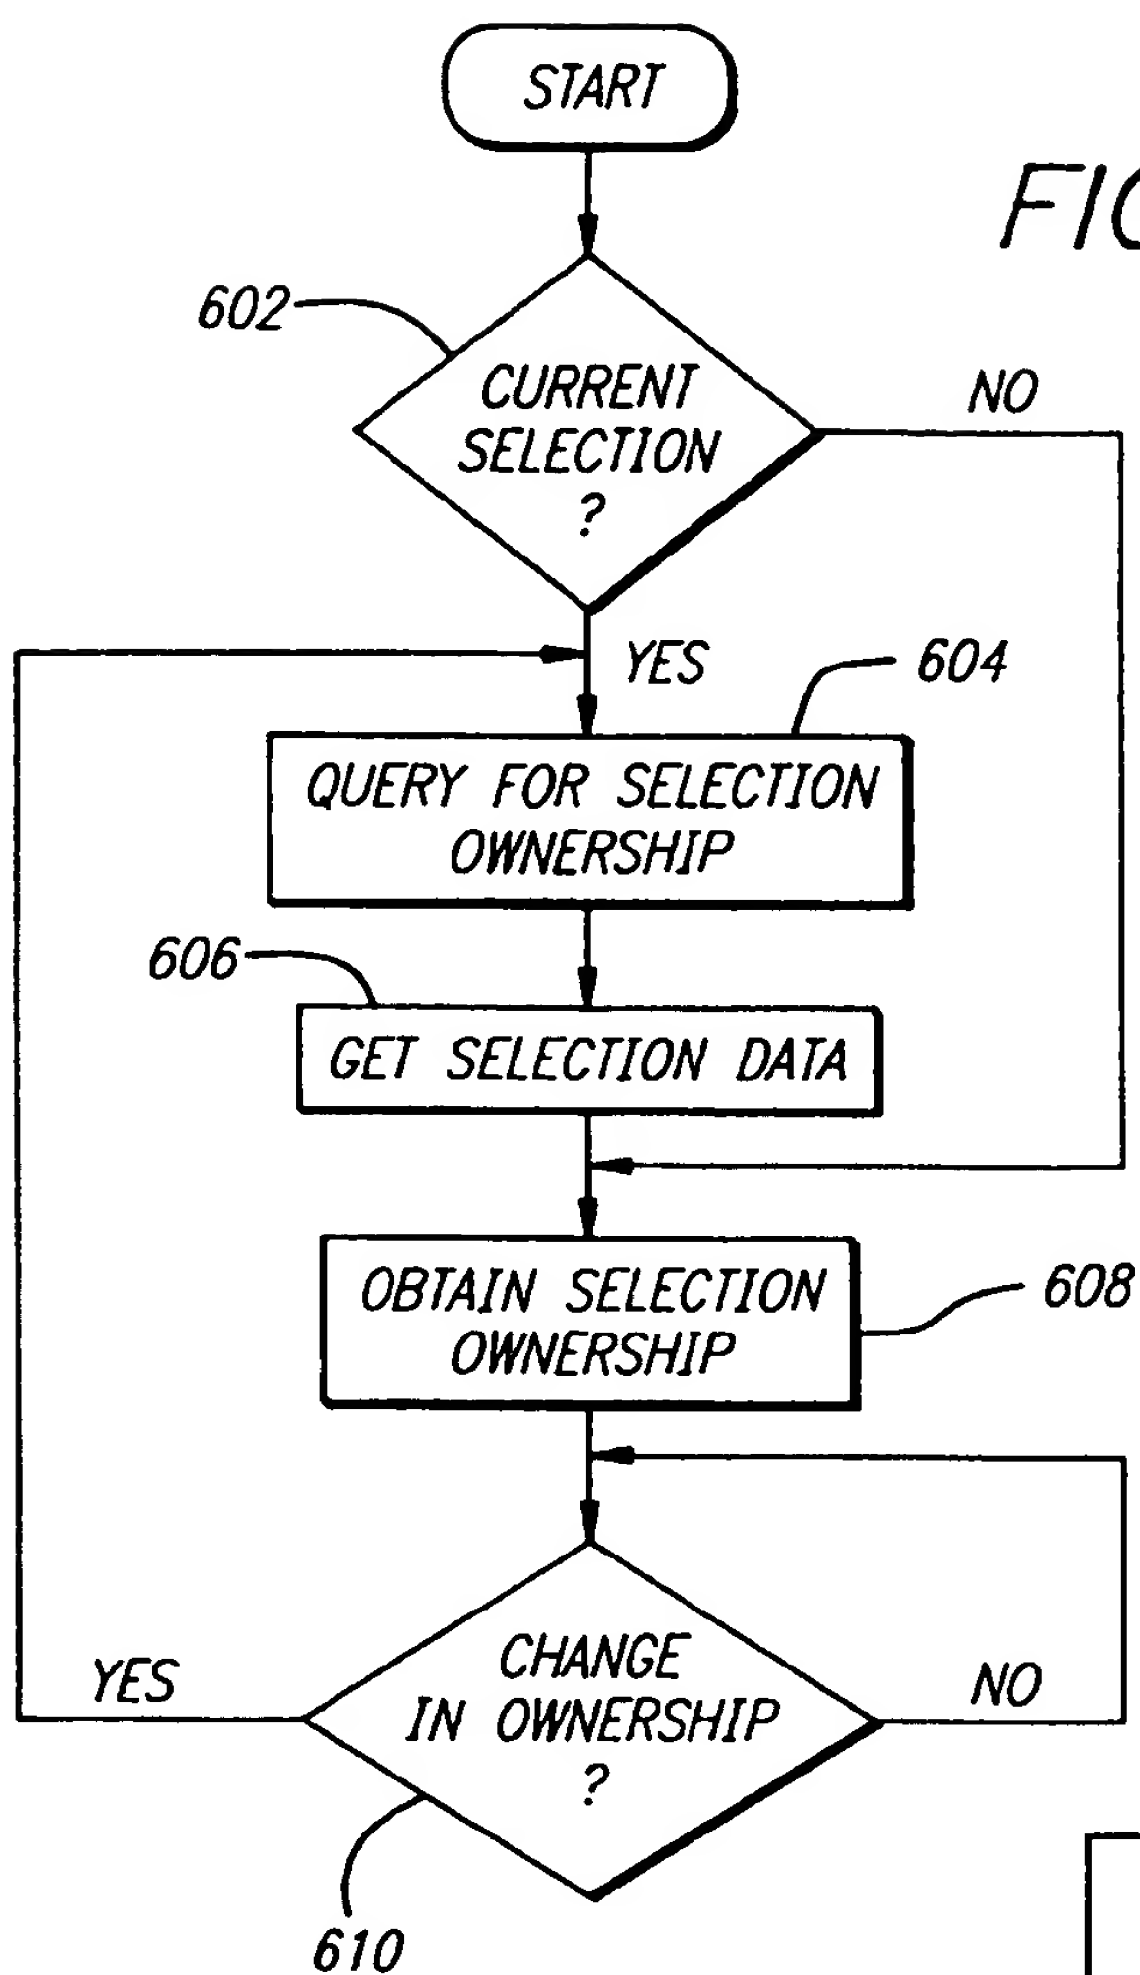 START
FIG
602
CURRENT
SELECTION
?
NO
YES
604
QUERY FOR SELECTION
OWNERSHIP
606
GET SELECTION DATA
OBTAIN SELECTION
OWNERSHIP
608
CHANGE
IN OWNERSHIP
?
YES
NO
610